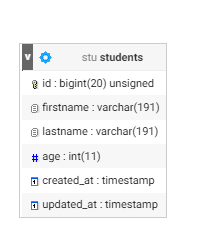 v stu students
id : bigint(20) unsigned
firstname : varchar(191)
lastname : varchar(191)
# age : int(11)
created_at : timestamp
updated_at : timestamp